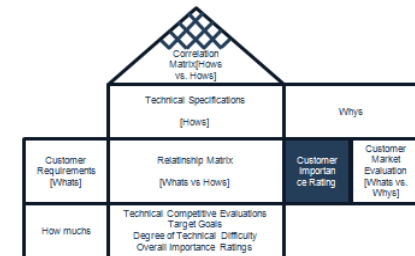 Correlation
Matrix[Hows
vs. Hows]
Technical Specifications
[Hows]
Whys
Customer
Requirements
[Whats]
Relatinship Matrix
[Whats vs Hows]
Customer
Importan
ce Rating
Customer
Market
Evaluation
[Whats vs.
Whys]
How muchs
Technical Competitive Evaluations
Target Goals
Degree of Technical Difficulty
Overall Importance Ratings